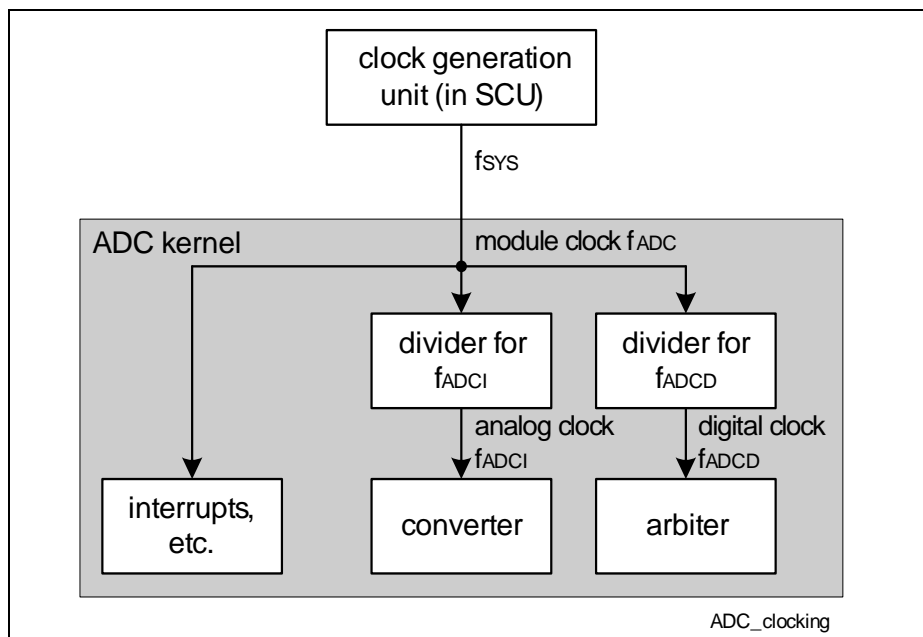 clock generation
unit (in SCU)
fSYS
ADC kernel
module clock fADC
divider for
fADCI
divider for
fADCD
analog clock
fADCI
digital clock
fADCD
interrupts,
etc.
converter
arbiter
ADC_clocking